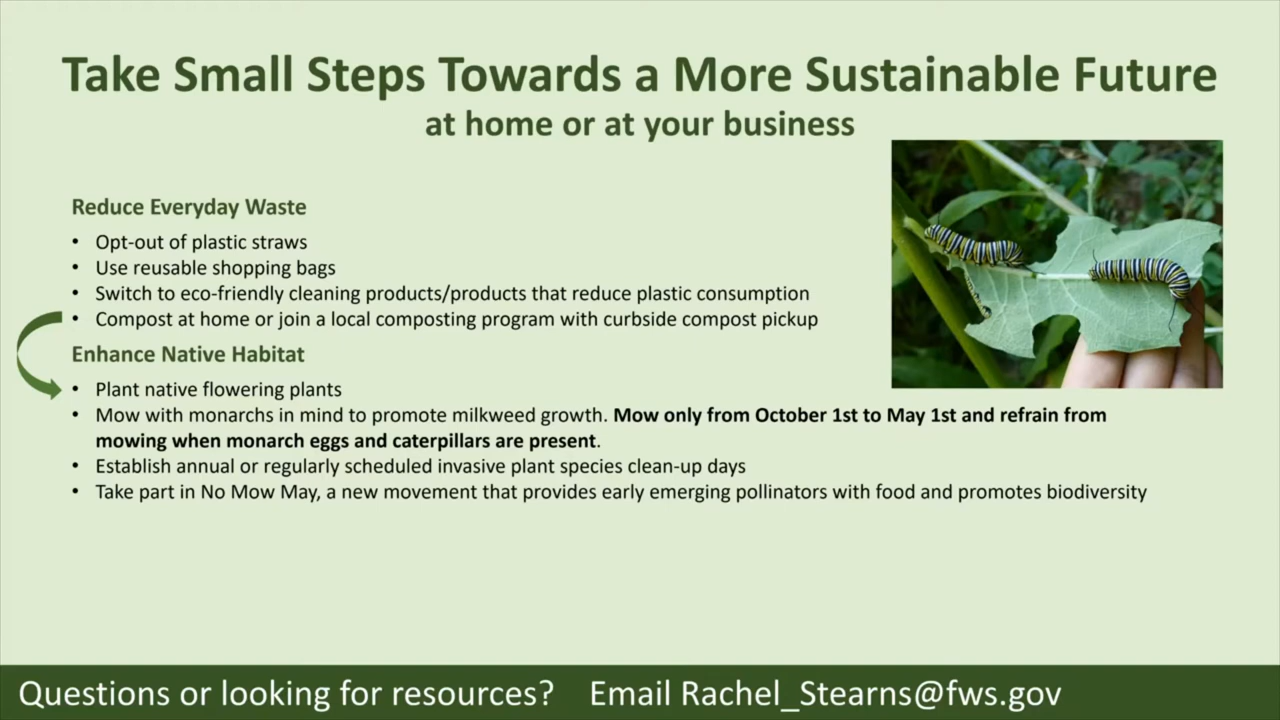 Take Small Steps Towards a More Sustainable Future
at home or at your business
Reduce Everyday Waste
• Opt-out of plastic straws
• Use reusable shopping bags
• Switch to eco-friendly cleaning products/products that reduce plastic consumption
• Compost at home or join a local composting program with curbside compost pickup
Enhance Native Habitat
• Plant native flowering plants
• Mow with monarchs in mind to promote milkweed growth. Mow only from October 1st to May 1st and refrain from
mowing when monarch eggs and caterpillars are present.
• Establish annual or regularly scheduled invasive plant species clean-up days
• Take part in No Mow May, a new movement that provides early emerging pollinators with food and promotes biodiversity
Questions or looking for resources? Email Rachel_Stearns@fws.gov